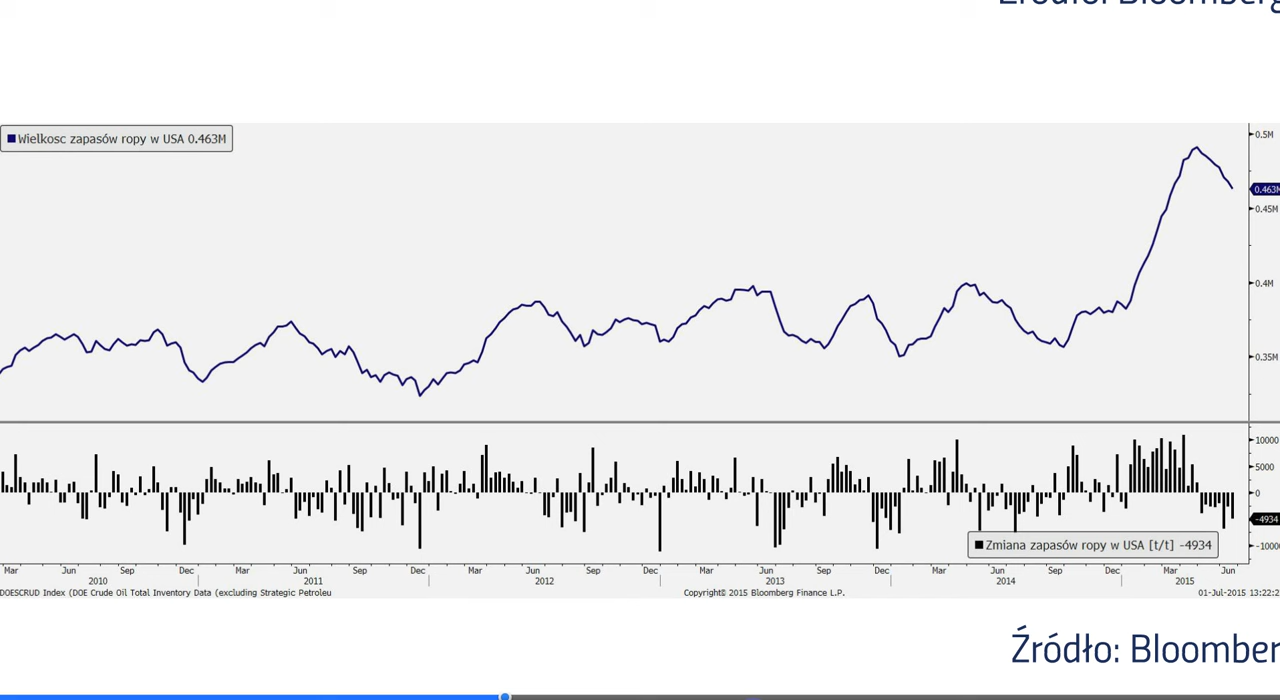 Źródło: Bloomberg
Wielkosc zapasów ropy w USA 0.463M
0.5M
0.463M
0.45M
0.4M
0.35M
10000
5000
0
-4934
-10000
Zmiana zapasów ropy w USA [t/t] -4934
Mar Jun Sep Dec Mar Jun Sep Dec Mar Jun Sep Dec Mar Jun Sep Dec Mar Jun Sep Dec Mar Jun
2010 2011 2012 2013 2014 2015
DOESCRUD Index (DOE Crude Oil Total Inventory Data (excluding Strategic Petroleu
Copyright© 2015 Bloomberg Finance L.P.
01-Jul-2015 13:22:2
Źródło: Bloomber